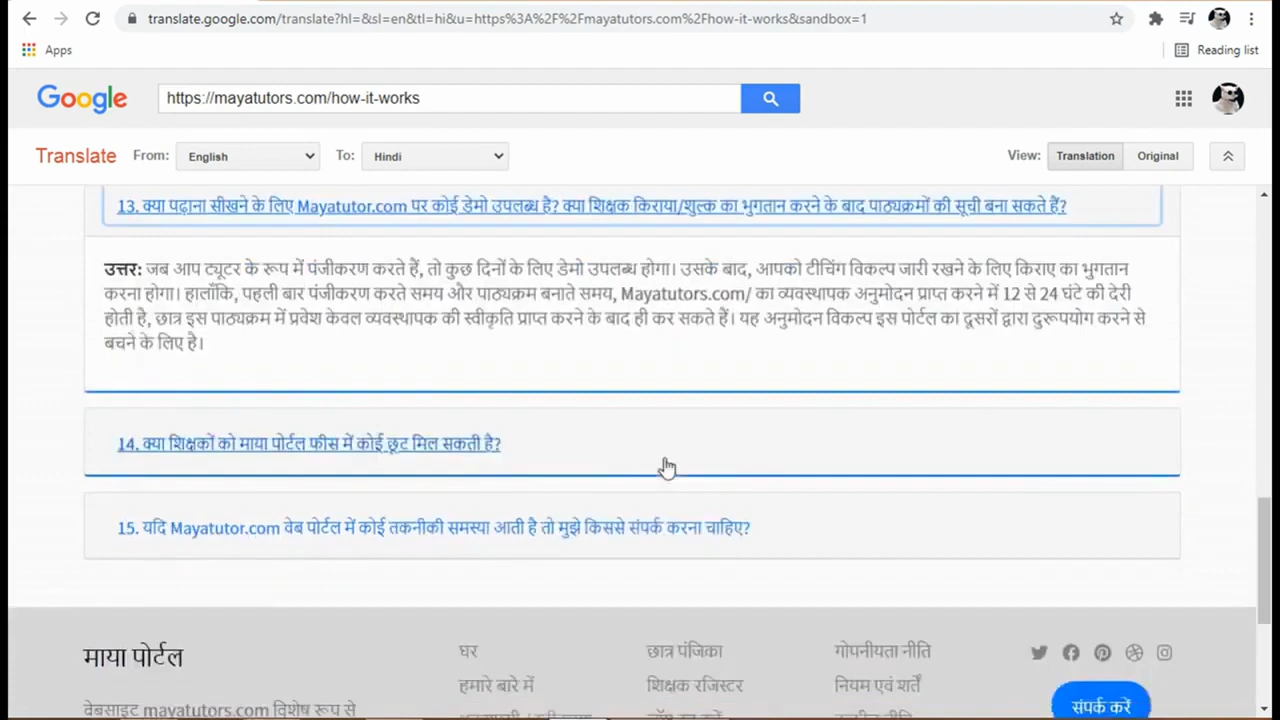 translate.google.com/translate?hl=&sl=en&tl=hi&u=https%3A%2F%2Fmayatutors.com%2Fhow-it-works&sandbox=1
Apps
Reading list
Google
https://mayatutors.com/how-it-works
Translate From: English To: Hindi View: Translation Original
13. क्या पढ़ाना सीखने के लिए Mayatutor.com पर कोई डेमो उपलब्ध है? क्या शिक्षक किराया/शुल्क का भुगतान करने के बाद पाठ्यक्रमों की सूची बना सकते हैं?
उत्तर: जब आप ट्यूटर के रूप में पंजीकरण करते हैं, तो कुछ दिनों के लिए डेमो उपलब्ध होगा। उसके बाद, आपको टीचिंग विकल्प जारी रखने के लिए किराए का भुगतान
करना होगा। हालाँकि, पहली बार पंजीकरण करते समय और पाठ्यक्रम बनाते समय, Mayatutors.com/ का व्यवस्थापक अनुमोदन प्राप्त करने में 12 से 24 घंटे की देरी
होती है, छात्र इस पाठ्यक्रम में प्रवेश केवल व्यवस्थापक की स्वीकृति प्राप्त करने के बाद ही कर सकते हैं। यह अनुमोदन विकल्प इस पोर्टल का दूसरों द्वारा दुरूपयोग करने से
बचने के लिए है।
14. क्या शिक्षकों को माया पोर्टल फीस में कोई छूट मिल सकती है?
15. यदि Mayatutor.com वेब पोर्टल में कोई तकनीकी समस्या आती है तो मुझे किससे संपर्क करना चाहिए?
माया पोर्टल
घर
छात्र पंजिका
गोपनीयता नीति
हमारे बारे में
शिक्षक रजिस्टर
नियम एवं शर्तें
वेबसाइट mayatutors.com विशेष रूप से
संपर्क करें